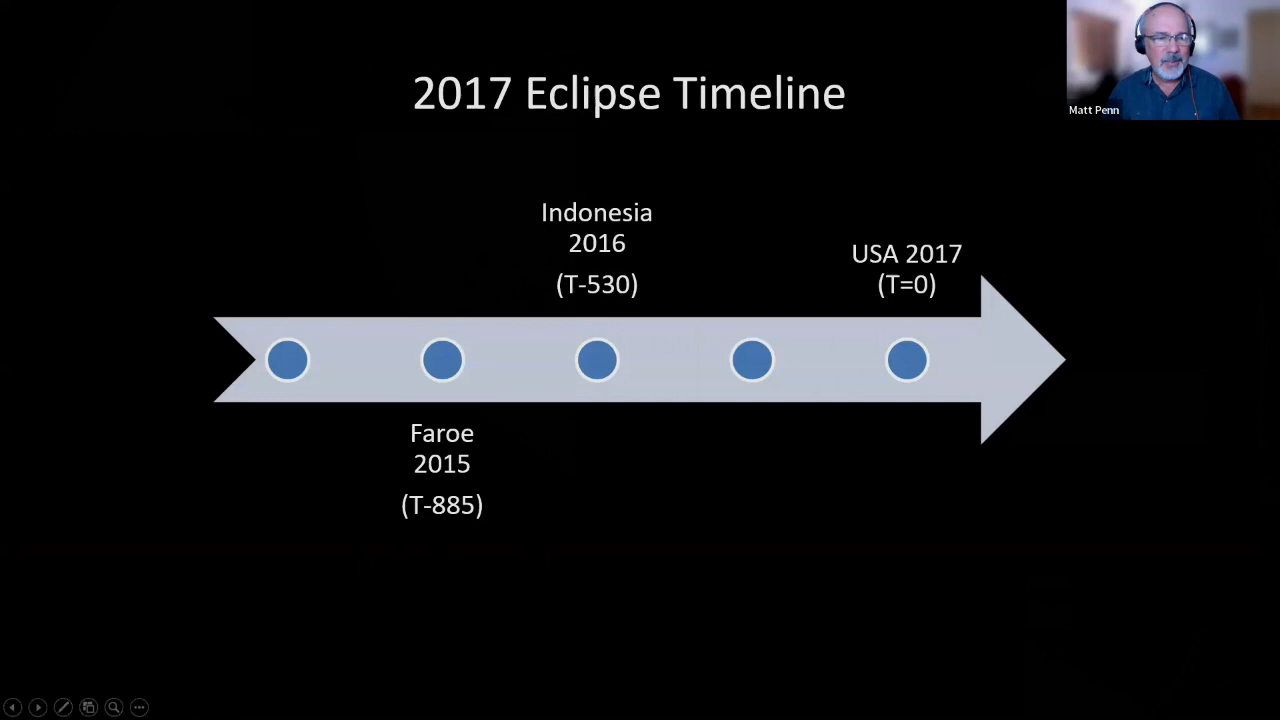 2017 Eclipse Timeline
Matt Penn
Indonesia
2016
(T-530)
USA 2017
(T=0)
Faroe
2015
(T-885)